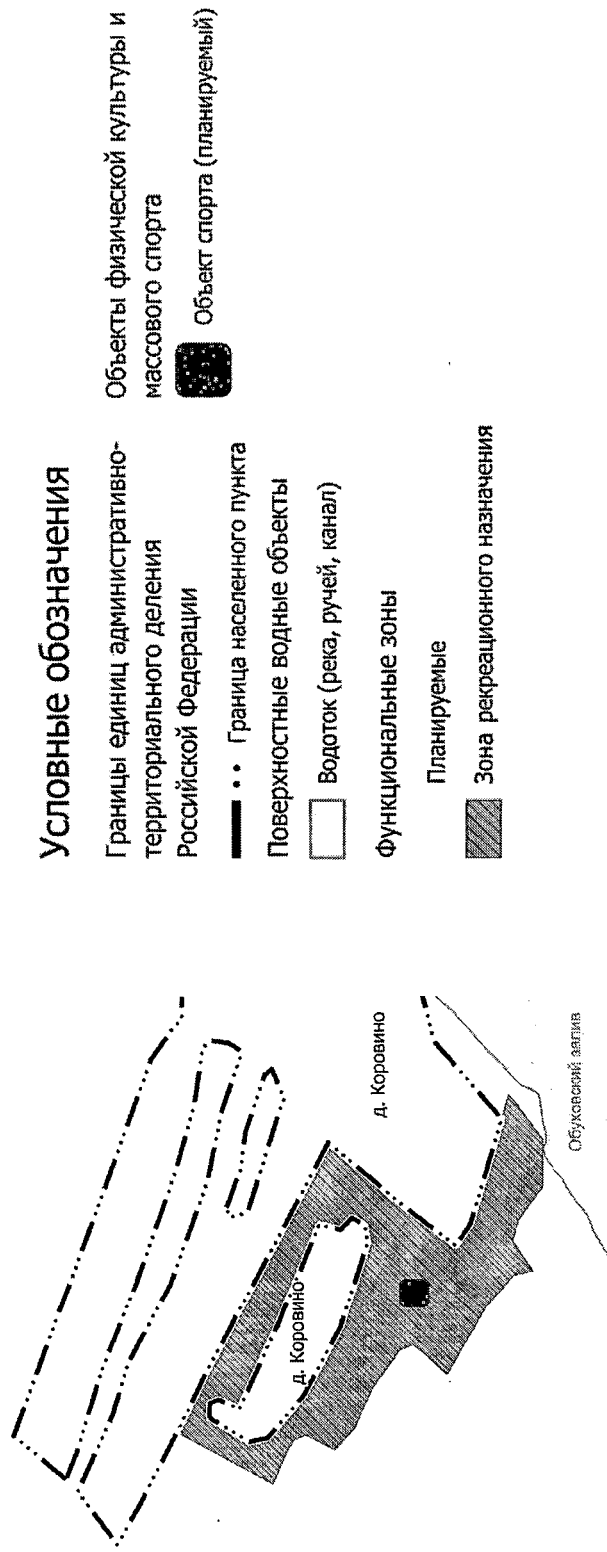 Условные обозначения
Границы единиц административно-
территориального деления
Российской Федерации
Граница населенного пункта
Поверхностные водные объекты
Водоток (река, ручей, канал)
Функциональные зоны
Планируемые
Зона рекреационного назначения
Объекты физической культуры и
массового спорта
Объект спорта (планируемый)
д. Коровино
д. Коровино
Обуховский залив